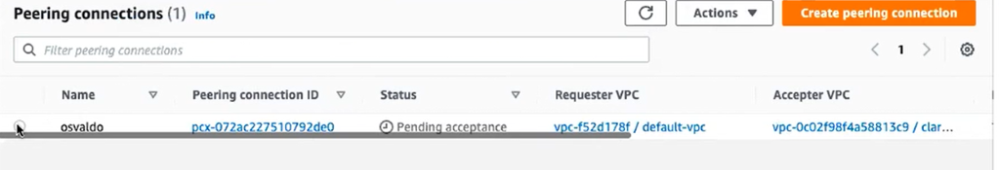 Peering connections (1) Info
Actions
Create peering connection
Filter peering connections
1
Name Peering connection ID Status Requester VPC Accepter VPC
osvaldo pcx-072ac227510792de0 Pending acceptance vpc-f52d178f / default-vpc vpc-0c02f98f4a58813c9 / clar...